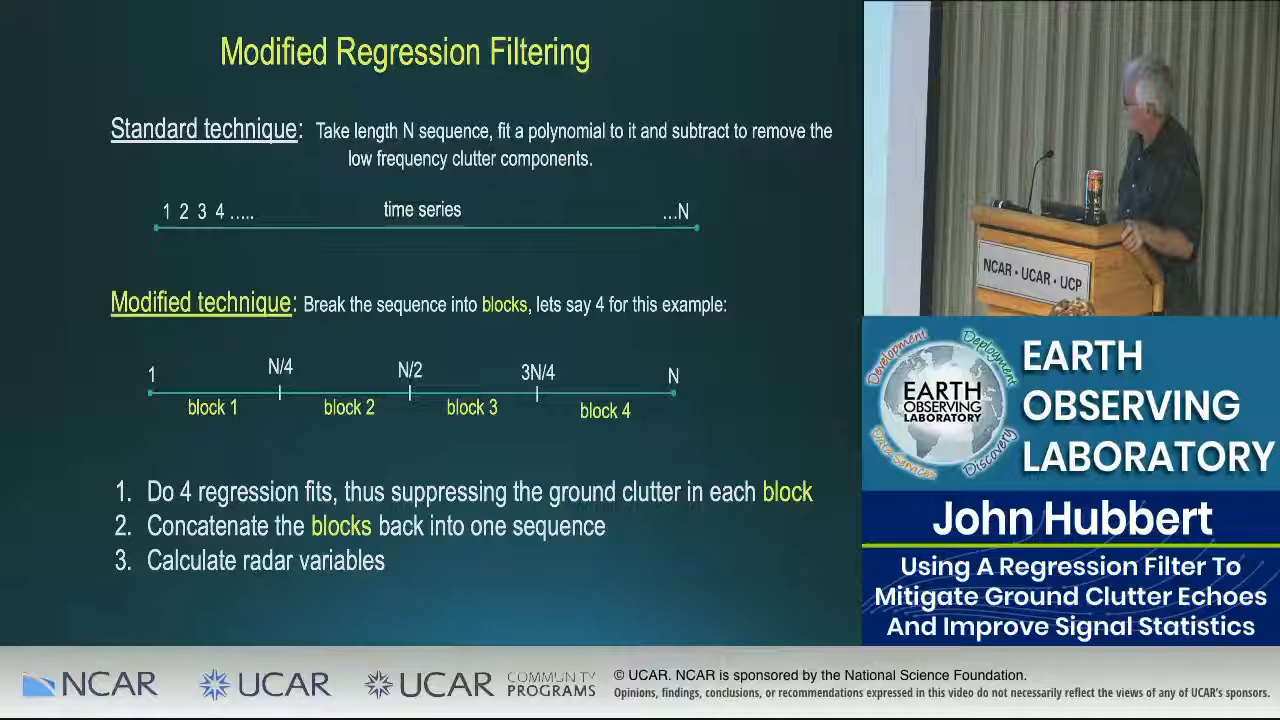 Modified Regression Filtering
Standard technique: Take length N sequence, fit a polynomial to it and subtract to remove the
low frequency clutter components.
1 2 3 4 ..... time series ...N
Modified technique: Break the sequence into blocks, lets say 4 for this example:
1 N/4 N/2 3N/4 N
block 1 block 2 block 3 block 4
1. Do 4 regression fits, thus suppressing the ground clutter in each block
2. Concatenate the blocks back into one sequence
3. Calculate radar variables
NCAR • UCAR • UCP
Development
Deployment
EARTH
OBSERVING
LABORATORY
Data Services
Discovery
EARTH
OBSERVING
LABORATORY
John Hubbert
Using A Regression Filter To
Mitigate Ground Clutter Echoes
And Improve Signal Statistics
NCAR
UCAR
UCAR
COMMUNITY
PROGRAMS
© UCAR. NCAR is sponsored by the National Science Foundation.
Opinions, findings, conclusions, or recommendations expressed in this video do not necessarily reflect the views of any of UCAR's sponsors.